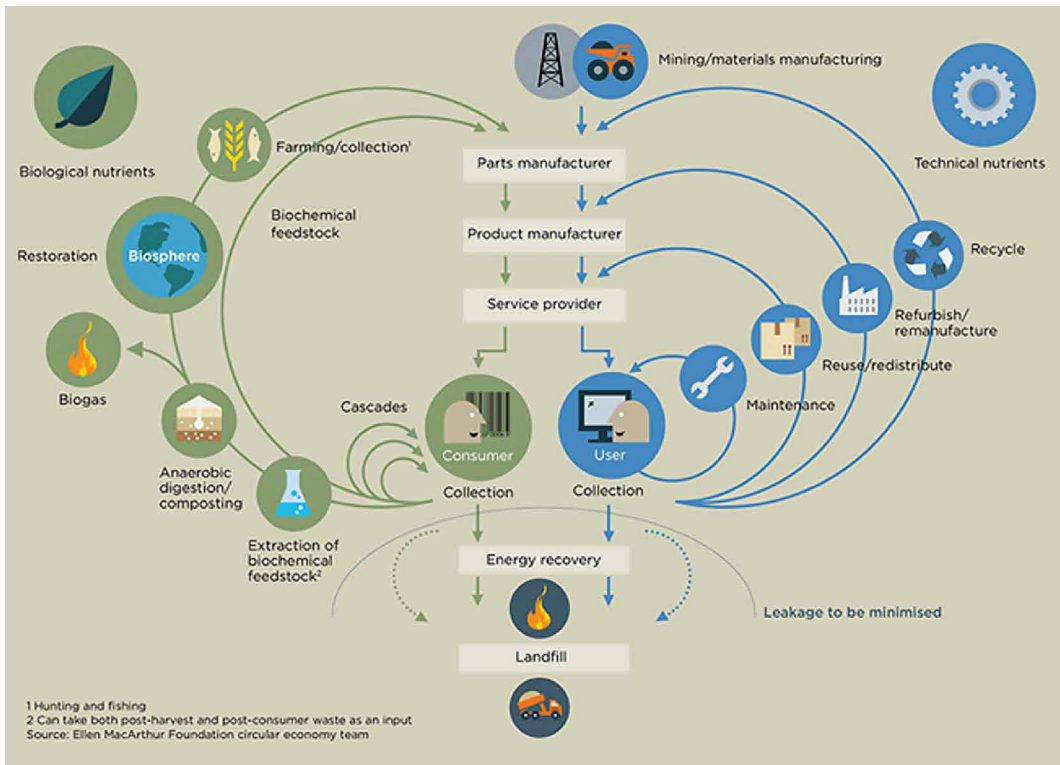 Mining/materials manufacturing
Biological nutrients
Technical nutrients
Farming/collection¹
Parts manufacturer
Biochemical
feedstock
Product manufacturer
Restoration
Biosphere
Recycle
Service provider
Refurbish/
remanufacture
Biogas
Reuse/redistribute
Cascades
Maintenance
Consumer
User
Anaerobic
digestion/
composting
Collection
Collection
Extraction of
biochemical
feedstock²
Energy recovery
Leakage to be minimised
Landfill
1 Hunting and fishing
2 Can take both post-harvest and post-consumer waste as an input
Source: Ellen MacArthur Foundation circular economy team